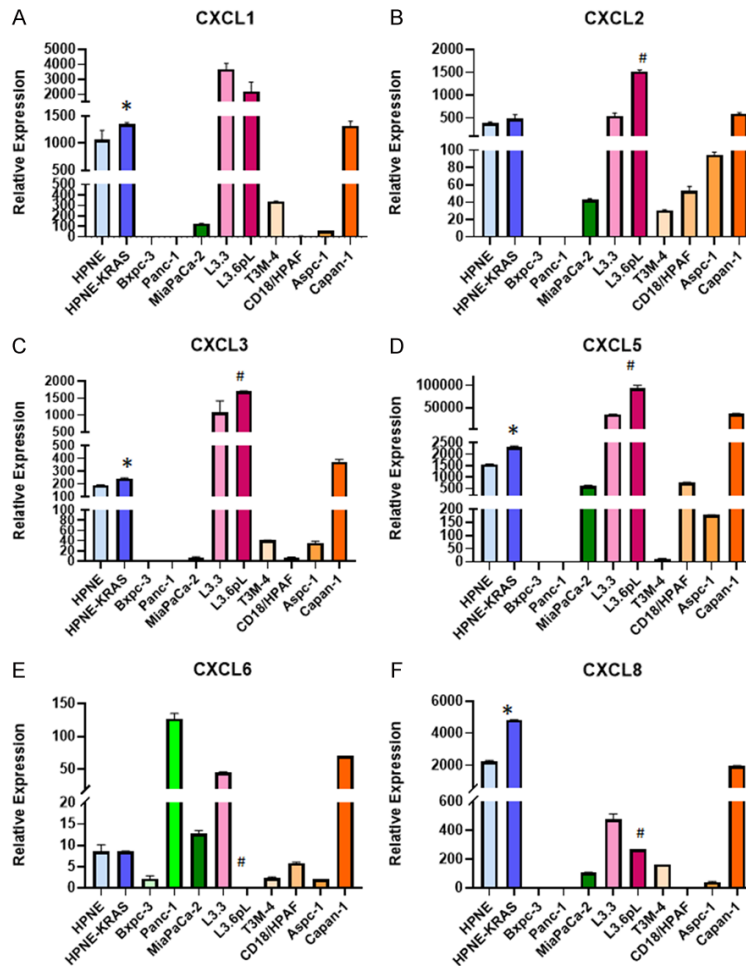 A
CXCL1
Relative Expression
5000
4000
3000
2000
1500
1000
500
500
400
300
200
100
0
*
HPNE
HPNE-KRAS
Bxpc-3
Panc-1
MiaPaCa-2
L3.3
L3.6pL
T3M-4
CD18/HPAF
Aspc-1
Capan-1
B
CXCL2
Relative Expression
2000
1500
1000
500
0
100
80
60
40
20
0
#
HPNE
HPNE-KRAS
Bxpc-3
Panc-1
MiaPaCa-2
L3.3
L3.6pL
T3M-4
CD18/HPAF
Aspc-1
Capan-1
C
CXCL3
Relative Expression
2000
1500
1000
500
500
400
300
200
100
100
80
60
40
20
0
*
#
HPNE
HPNE-KRAS
Bxpc-3
Panc-1
MiaPaCa-2
L3.3
L3.6pL
T3M-4
CD18/HPAF
Aspc-1
Capan-1
D
CXCL5
Relative Expression
100000
50000
2500
2000
1500
1000
500
200
150
100
50
0
*
#
HPNE
HPNE-KRAS
Bxpc-3
Panc-1
MiaPaCa-2
L3.3
L3.6pL
T3M-4
CD18/HPAF
Aspc-1
Capan-1
E
CXCL6
Relative Expression
150
100
50
20
15
10
5
0
#
HPNE
HPNE-KRAS
Bxpc-3
Panc-1
MiaPaCa-2
L3.3
L3.6pL
T3M-4
CD18/HPAF
Aspc-1
Capan-1
F
CXCL8
Relative Expression
6000
4000
2000
600
400
200
0
*
#
HPNE
HPNE-KRAS
Bxpc-3
Panc-1
MiaPaCa-2
L3.3
L3.6pL
T3M-4
CD18/HPAF
Aspc-1
Capan-1